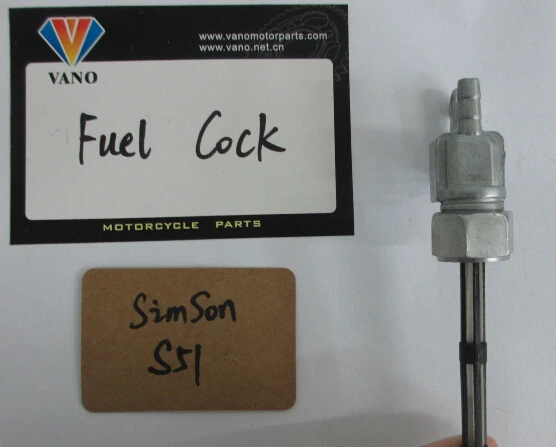 www.vanomotorparts.com
www.vano.net.cn
VANO
Fuel Cock
MOTORCYCLE PARTS
SimSon
S51